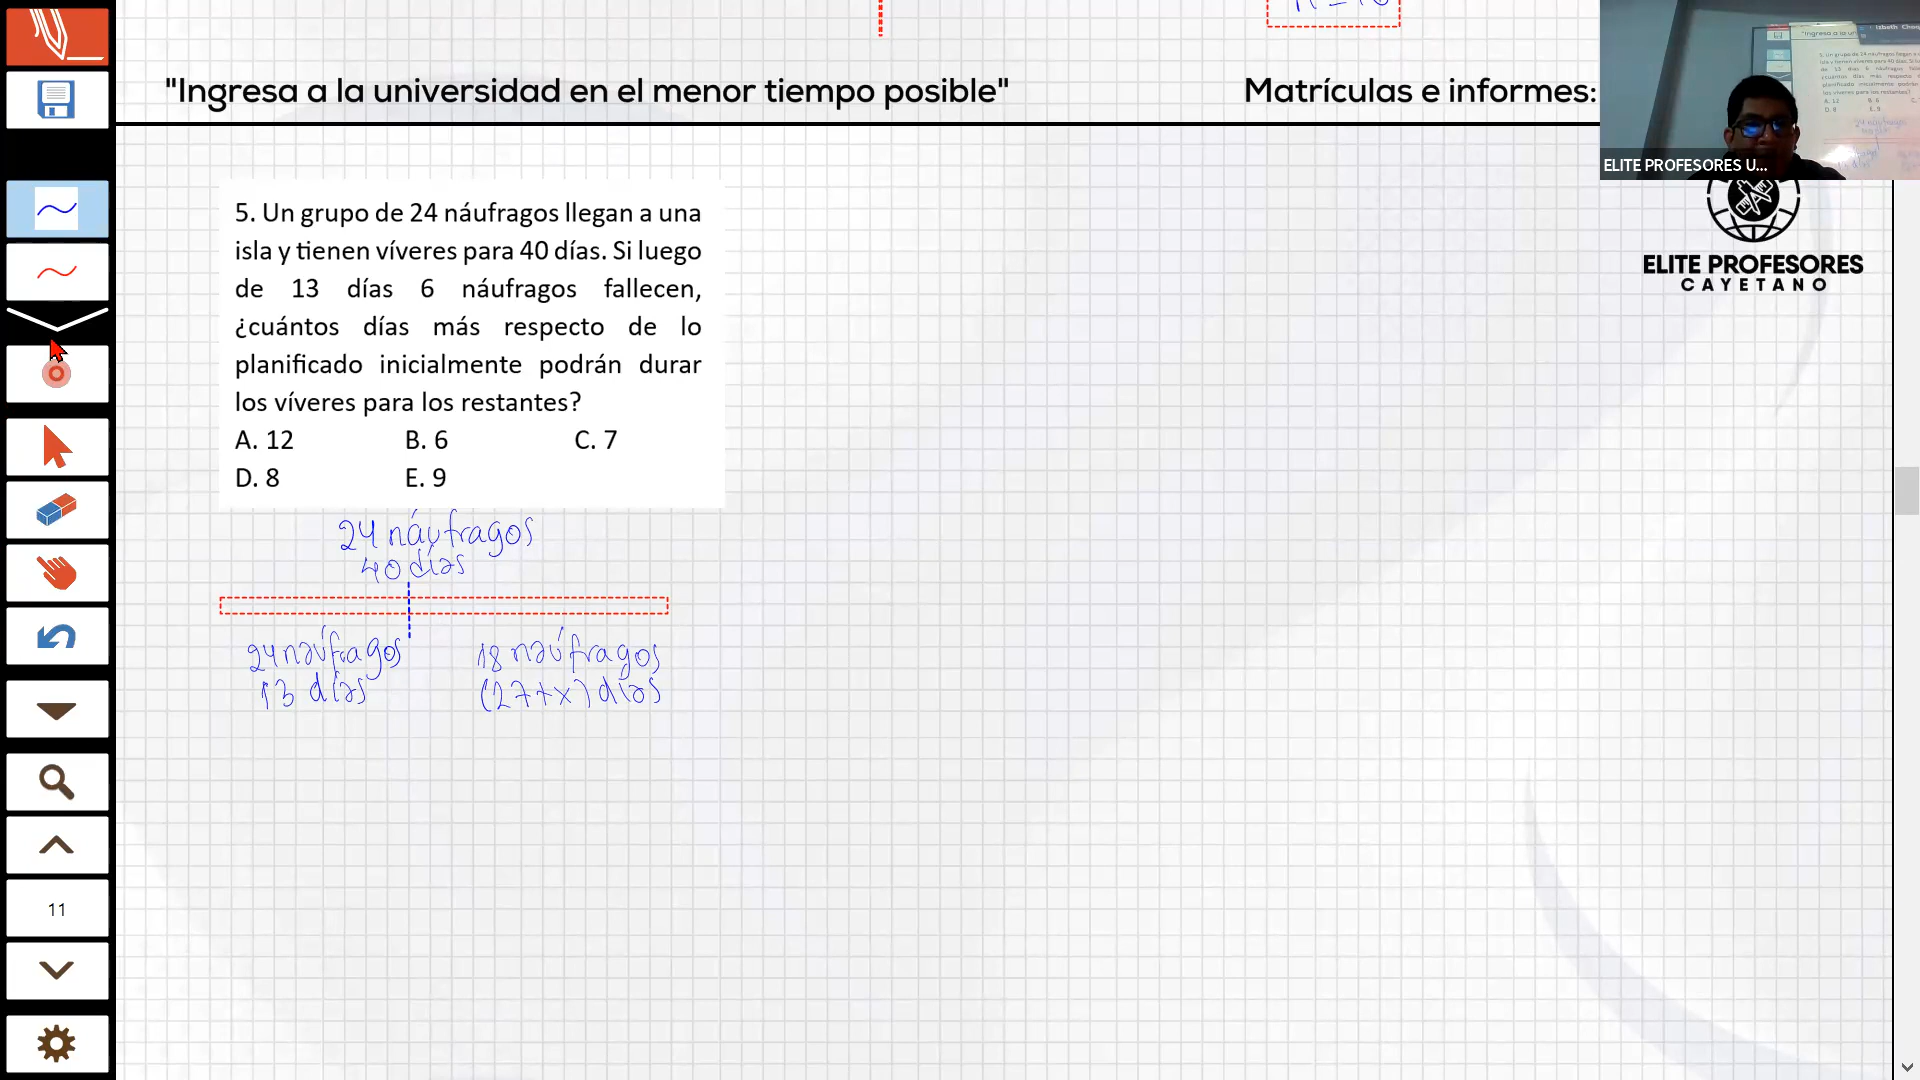 "Ingresa a la universidad en el menor tiempo posible"
Matrículas e informes:
ELITE PROFESORES U...
ELITE PROFESORES
CAYETANO
5. Un grupo de 24 náufragos llegan a una
isla y tienen víveres para 40 días. Si luego
de 13 días 6 náufragos fallecen,
¿cuántos días más respecto de lo
planificado inicialmente podrán durar
los víveres para los restantes?
A. 12 B. 6 C. 7
D. 8 E. 9
24 náufragos
40 días
24 naúfragos 18 naúfragos
13 días (27+x) días
11